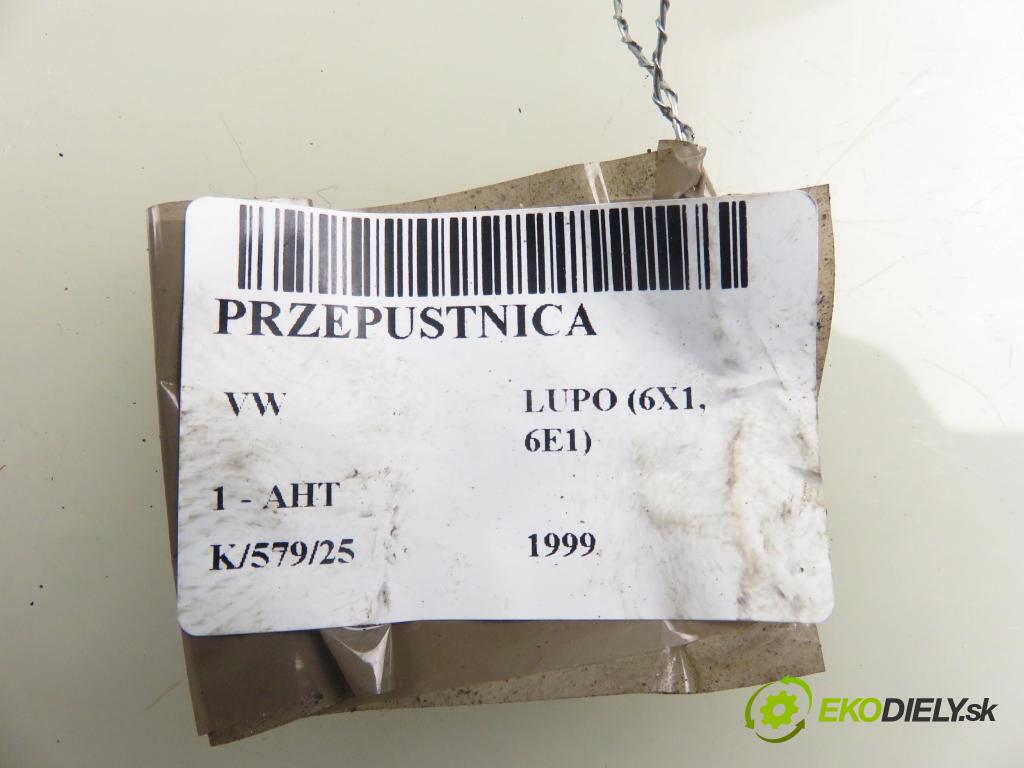 PRZEPUSTNICA
VW
LUPO (6X1,
6E1)
1 - AHT
K/579/25
1999
EKODIELY.sk